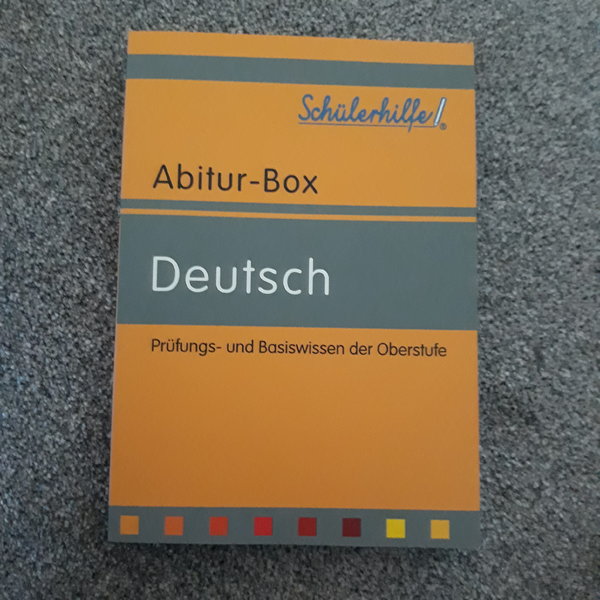 Schülerhilfe!®
Abitur-Box
Deutsch
Prüfungs- und Basiswissen der Oberstufe